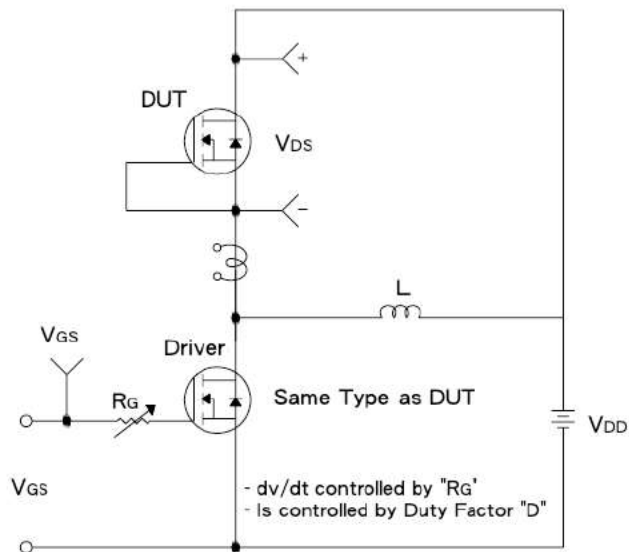 +
DUT
VDS
-
L
VGS
Driver
RG
Same Type as DUT
VDD
VGS
- dv/dt controlled by "RG"
- Is controlled by Duty Factor "D"